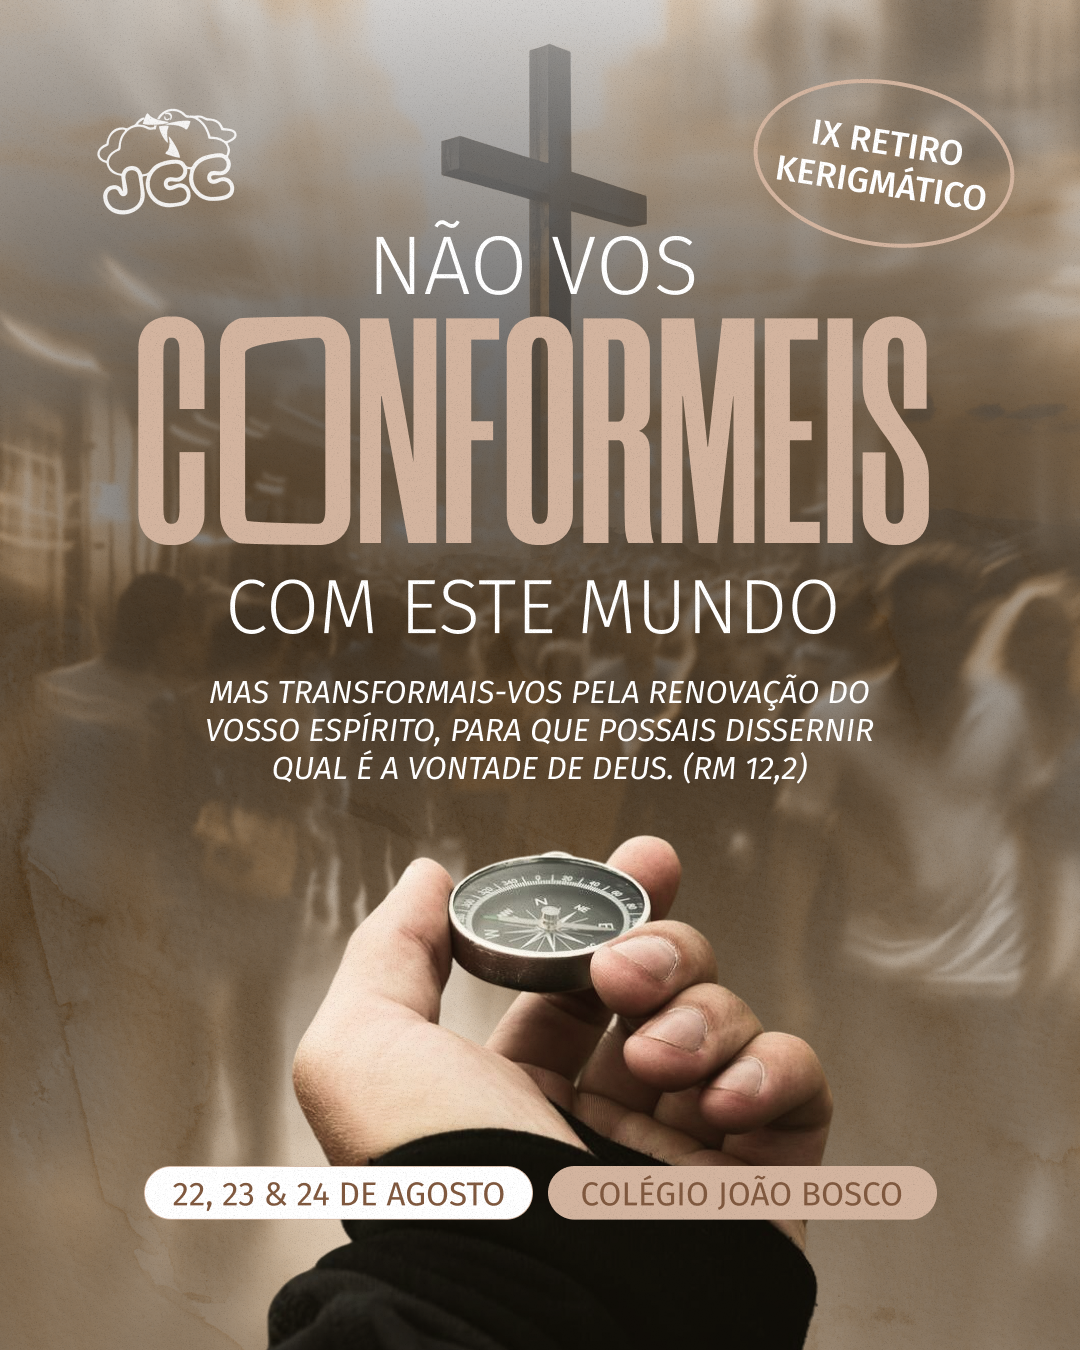 JCC
IX RETIRO
KERIGMÁTICO
NÃO VOS
CONFORMEIS
COM ESTE MUNDO
MAS TRANSFORMAIS-VOS PELA RENOVAÇÃO DO
VOSSO ESPÍRITO, PARA QUE POSSAIS DISSERNIR
QUAL É A VONTADE DE DEUS. (RM 12,2)
N
NE
E
W
22, 23 & 24 DE AGOSTO
COLÉGIO JOÃO BOSCO